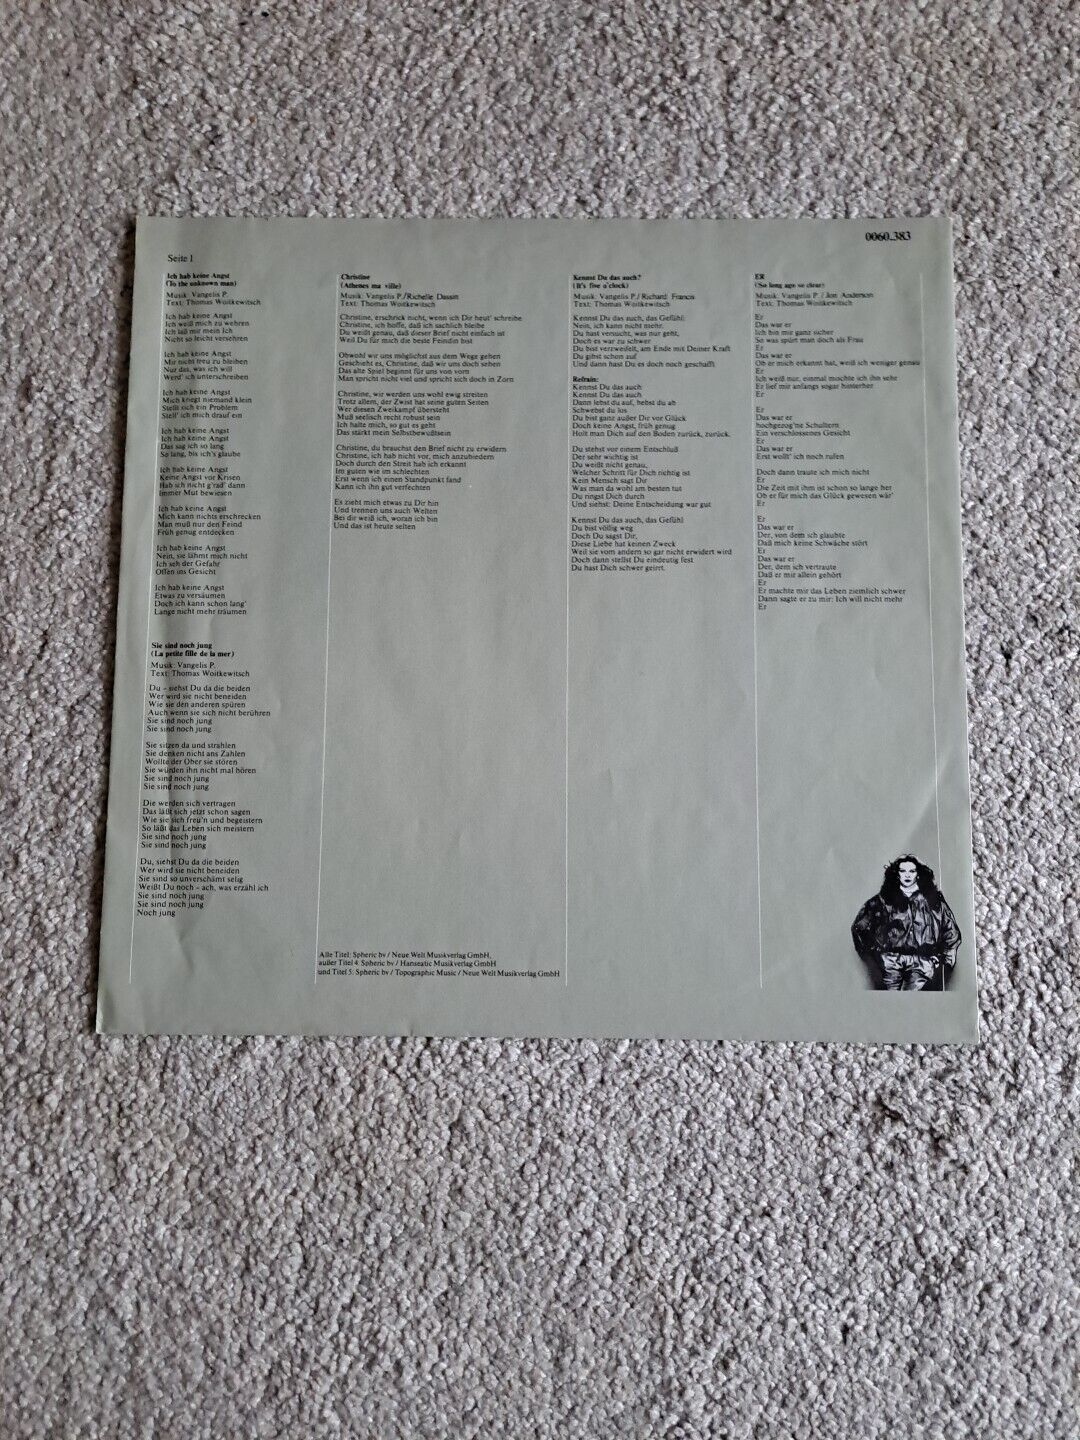 0060.383
Seite 1
Ich hab keine Angst
(To the unknown man)
Musik: Vangelis P.
Text: Thomas Woitkewitsch
Ich hab keine Angst
Ich weiß mich zu wehren
Ich laß mir mein Ich
Nicht so leicht versehren
Ich hab keine Angst
Mir nicht treu zu bleiben
Nur das, was ich will
Werd' ich unterschreiben
Ich hab keine Angst
Mich kriegt niemand klein
Stellt sich ein Problem
Stell' ich mich drauf ein
Ich hab keine Angst
Ich hab keine Angst
Das sag ich so lang
So lang, bis ich's glaube
Ich hab keine Angst
Keine Angst vor Krisen
Hab ich nicht g'rad' dann
Immer Mut bewiesen
Ich hab keine Angst
Mich kann nichts erschrecken
Man muß nur den Feind
Früh genug entdecken
Ich hab keine Angst
Nein, sie lähmt mich nicht
Ich seh der Gefahr
Offen ins Gesicht
Ich hab keine Angst
Etwas zu versäumen
Doch ich kann schon lang'
Lange nicht mehr träumen
Sie sind noch jung
(La petite fille de la mer)
Musik: Vangelis P.
Text: Thomas Woitkewitsch
Du – siehst Du da die beiden
Wer wird sie nicht beneiden
Wie sie den anderen spüren
Auch wenn sie sich nicht berühren
Sie sind noch jung
Sie sind noch jung
Sie sitzen da und strahlen
Sie denken nicht ans Zahlen
Wollte der Ober sie stören
Sie würden ihn nicht mal hören
Sie sind noch jung
Sie sind noch jung
Die werden sich vertragen
Das läßt sich jetzt schon sagen
Wie sie sich freu'n und begeistern
So läßt das Leben sich meistern
Sie sind noch jung
Sie sind noch jung
Du, siehst Du da die beiden
Wer wird sie nicht beneiden
Sie sind so unverschämt selig
Weißt Du noch – ach, was erzähl ich
Sie sind noch jung
Sie sind noch jung
Noch jung
Christine
(Athenes ma ville)
Musik: Vangelis P./Richelle Dassin
Text: Thomas Woitkewitsch
Christine, erschrick nicht, wenn ich Dir heut' schreibe
Christine, ich hoffe, daß ich sachlich bleibe
Du weißt genau, daß dieser Brief nicht einfach ist
Weil Du für mich die beste Feindin bist
Obwohl wir uns möglichst aus dem Wege gehen
Geschieht es, Christine, daß wir uns doch sehen
Das alte Spiel beginnt für uns von vorn
Man spricht nicht viel und spricht sich doch in Zorn
Christine, wir werden uns wohl ewig streiten
Trotz allem, der Zwist hat seine guten Seiten
Wer diesen Zweikampf übersteht
Muß seelisch recht robust sein
Ich halte mich, so gut es geht
Das stärkt mein Selbstbewußtsein
Christine, du brauchst den Brief nicht zu erwidern
Christine, ich hab nicht vor, mich anzubiedern
Doch durch den Streit hab ich erkannt
Im guten wie im schlechten
Erst wenn ich einen Standpunkt fand
Kann ich ihn gut verfechten
Es zieht mich etwas zu Dir hin
Und trennen uns auch Welten
Bei dir weiß ich, woran ich bin
Und das ist heute selten
Alle Titel: Spheric bv / Neue Welt Musikverlag GmbH,
außer Titel 4: Spheric bv / Hanseatic Musikverlag GmbH
und Titel 5: Spheric bv / Topographic Music / Neue Welt Musikverlag GmbH
Kennst Du das auch?
(It's five o'clock)
Musik: Vangelis P./Richard Francis
Text: Thomas Woitkewitsch
Kennst Du das auch, das Gefühl:
Nein, ich kann nicht mehr.
Du hast versucht, was nur geht,
Doch es war zu schwer
Du bist verzweifelt, am Ende mit Deiner Kraft
Du gibst schon auf
Und dann hast Du es doch noch geschafft
Refrain:
Kennst Du das auch
Kennst Du das auch
Dann lebst du auf, hebst du ab
Schwebst du los
Du bist ganz außer Dir vor Glück
Doch keine Angst, früh genug
Holt man Dich auf den Boden zurück, zurück.
Du stehst vor einem Entschluß
Der sehr wichtig ist
Du weißt nicht genau,
Welcher Schritt für Dich richtig ist
Kein Mensch sagt Dir
Was man da wohl am besten tut
Du ringst Dich durch
Und siehst: Deine Entscheidung war gut
Kennst Du das auch, das Gefühl
Du bist völlig weg
Doch Du sagst Dir,
Diese Liebe hat keinen Zweck
Weil sie vom andern so gar nicht erwidert wird
Doch dann stellst Du eindeutig fest
Du hast Dich schwer geirrt.
ER
(So long ago so clear)
Musik: Vangelis P. / Jon Anderson
Text: Thomas Woitkewitsch
Er
Das war er
Ich bin mir ganz sicher
So was spürt man doch als Frau
Er
Das war er
Ob er mich erkannt hat, weiß ich weniger genau
Er
Ich weiß nur, einmal mochte ich ihn sehr
Er lief mir anfangs sogar hinterher
Er
Er
Das war er
hochgezog'ne Schultern
Ein verschlossenes Gesicht
Er
Das war er
Erst wollt' ich noch rufen
Doch dann traute ich mich nicht
Er
Die Zeit mit ihm ist schon so lange her
Ob er für mich das Glück gewesen wär'
Er
Er
Das war er
Der, von dem ich glaubte
Daß mich keine Schwäche stört
Er
Das war er
Der, dem ich vertraute
Daß er mir allein gehört
Er
Er machte mir das Leben ziemlich schwer
Dann sagte er zu mir: Ich will nicht mehr
Er